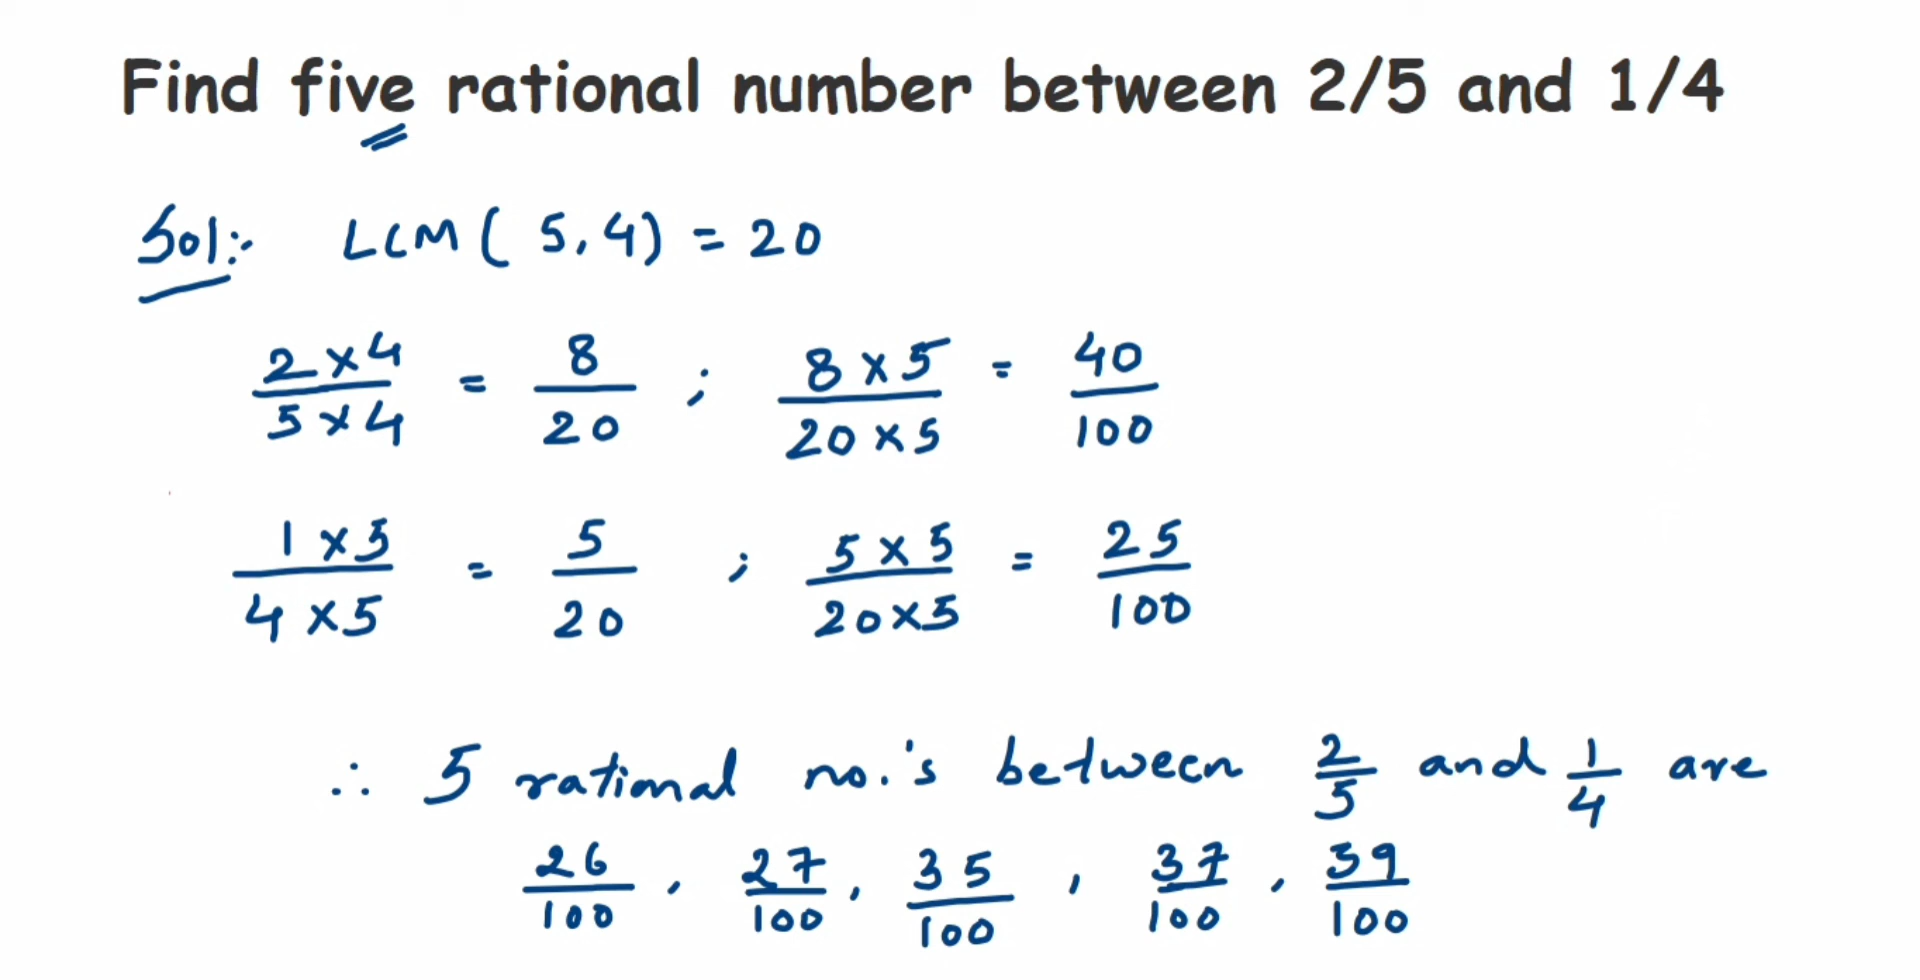 Find five rational number between 2/5 and 1/4
Sol:- LCM ( 5, 4) = 20
2 × 4 / 5 × 4 = 8 / 20 ; 8 × 5 / 20 × 5 = 40 / 100
1 × 5 / 4 × 5 = 5 / 20 ; 5 × 5 / 20 × 5 = 25 / 100
∴ 5 rational no.'s between 2/5 and 1/4 are
26/100 , 27/100 , 35/100 , 37/100 , 39/100